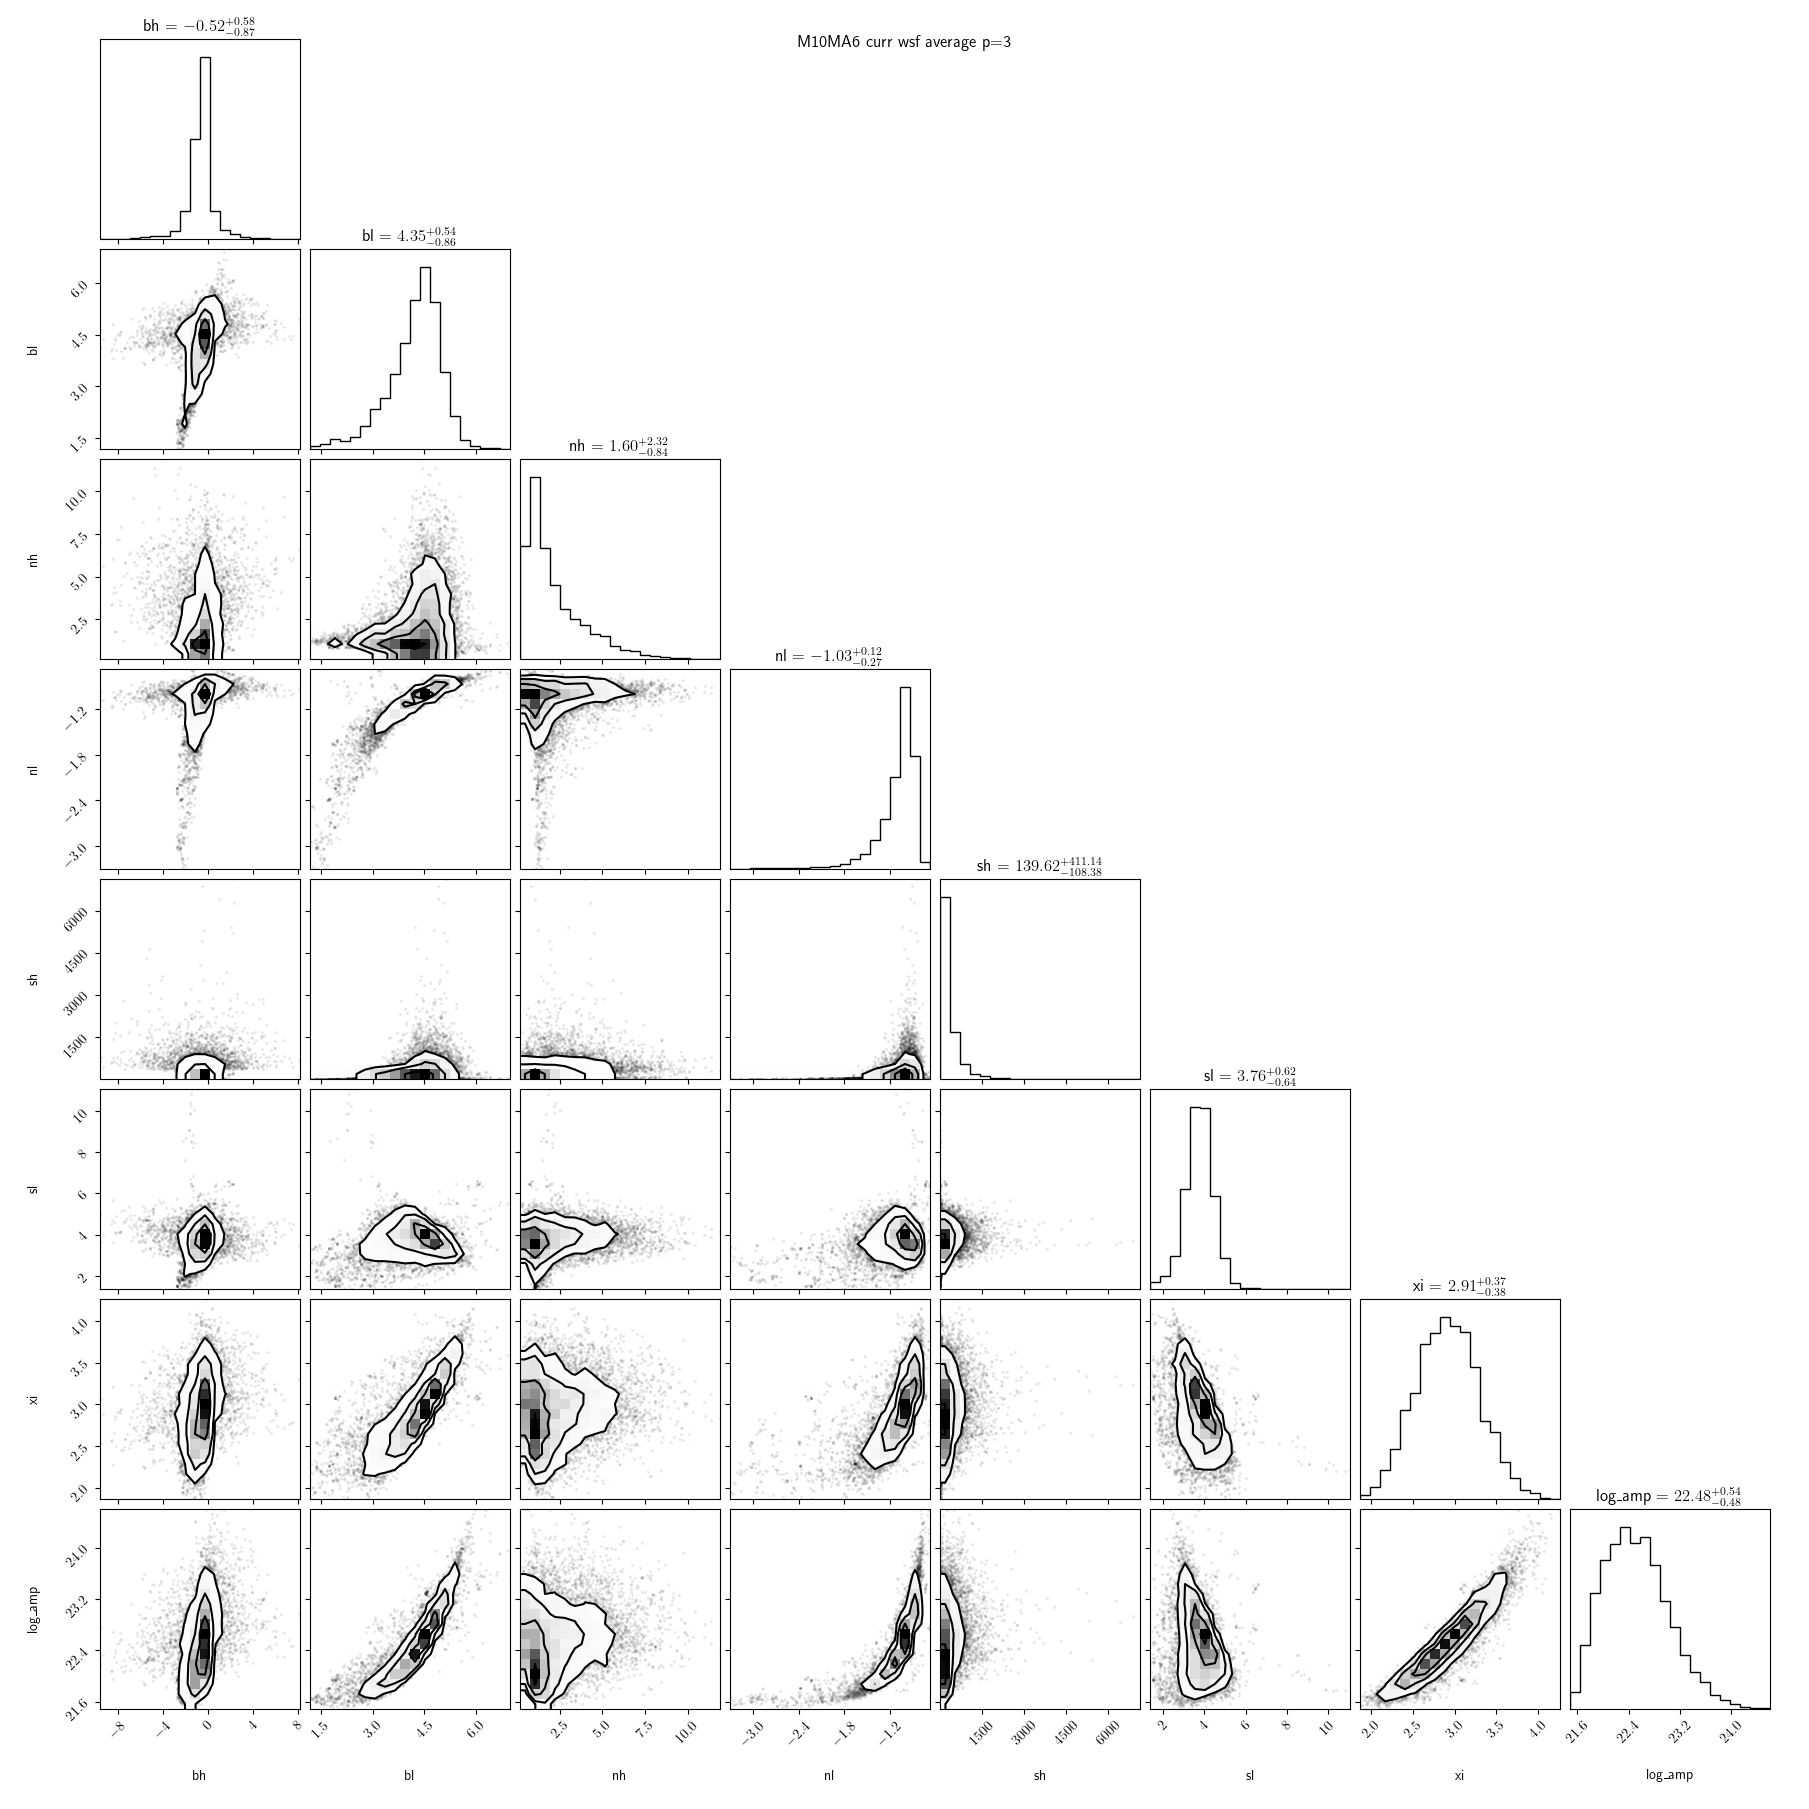 M10MA6 curr wsf average p=3
bh = −0.52+0.58−0.87
bl = 4.35+0.54−0.86
nh = 1.60+2.32−0.84
nl = −1.03+0.12−0.27
sh = 139.62+411.14−108.38
sl = 3.76+0.62−0.64
xi = 2.91+0.37−0.38
log_amp = 22.48+0.54−0.48
bl
6.0
4.5
3.0
1.5
nh
10.0
7.5
5.0
2.5
nl
−1.2
−1.8
−2.4
−3.0
sh
6000
4500
3000
1500
sl
10
8
6
4
2
xi
4.0
3.5
3.0
2.5
2.0
log_amp
24.0
23.2
22.4
21.6
−8 −4 0 4 8
1.5 3.0 4.5 6.0
2.5 5.0 7.5 10.0
−3.0 −2.4 −1.8 −1.2
1500 3000 4500 6000
2 4 6 8 10
2.0 2.5 3.0 3.5 4.0
21.6 22.4 23.2 24.0
bh bl nh nl sh sl xi log_amp